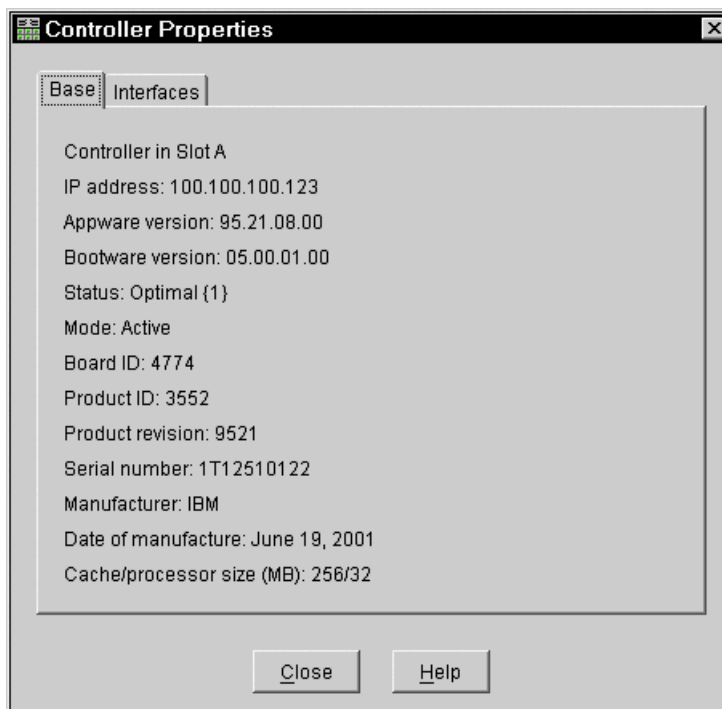 Controller Properties
Base Interfaces
Controller in Slot A
IP address: 100.100.100.123
Appware version: 95.21.08.00
Bootware version: 05.00.01.00
Status: Optimal {1}
Mode: Active
Board ID: 4774
Product ID: 3552
Product revision: 9521
Serial number: 1T12510122
Manufacturer: IBM
Date of manufacture: June 19, 2001
Cache/processor size (MB): 256/32
Close Help